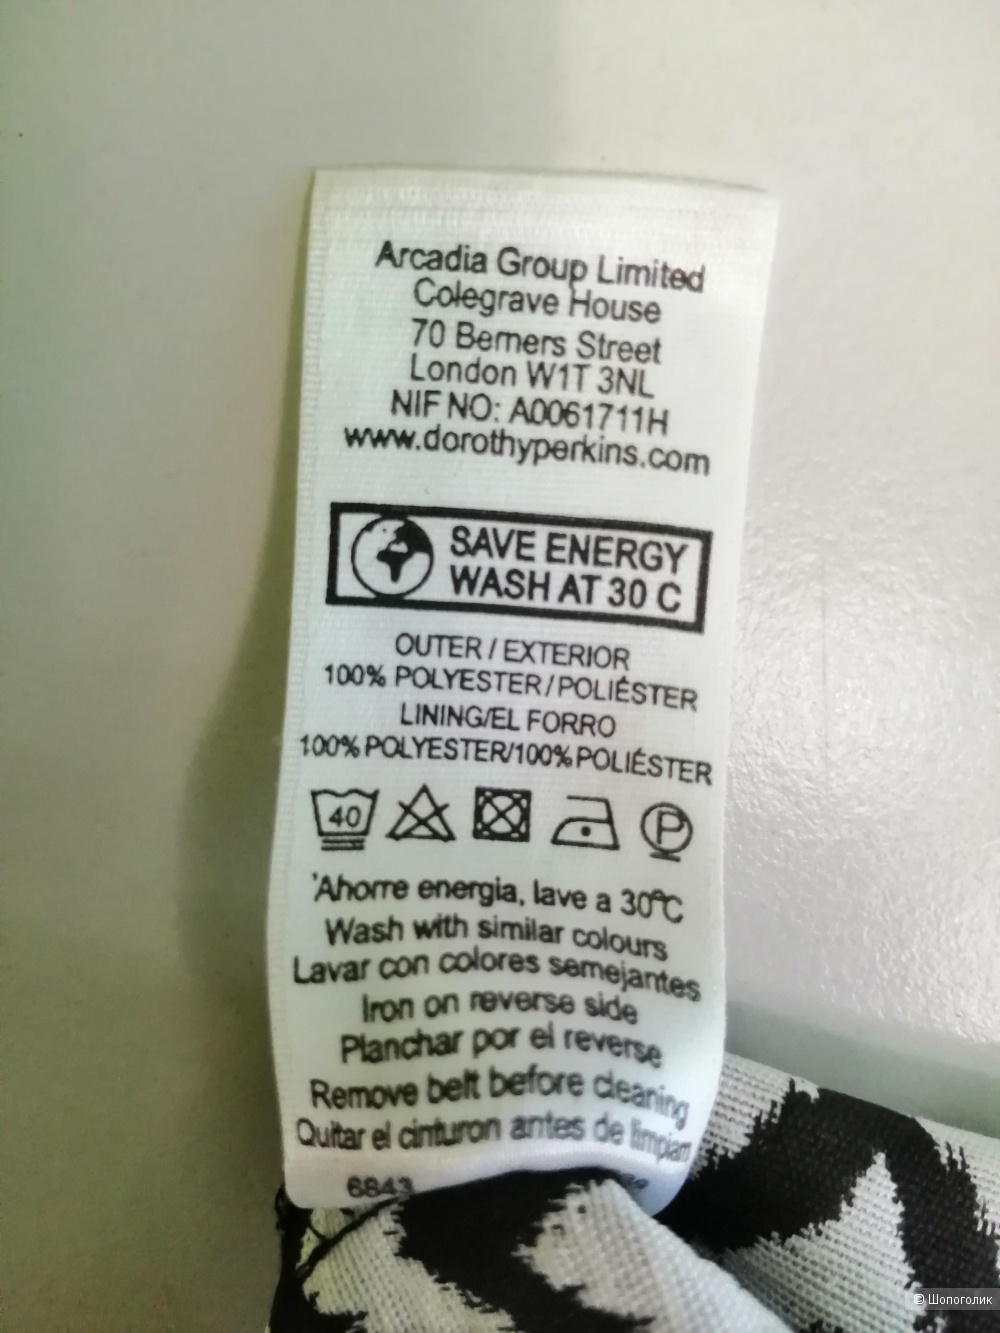 Arcadia Group Limited
Colegrave House
70 Berners Street
London W1T 3NL
NIF NO: A0061711H
www.dorothyperkins.com
SAVE ENERGY
WASH AT 30 C
OUTER / EXTERIOR
100% POLYESTER/POLIÉSTER
LINING/EL FORRO
100% POLYESTER/100% POLIÉSTER
40
P
'Ahorre energia, lave a 30°C
Wash with similar colours
Lavar con colores semejantes
Iron on reverse side
Planchar por el reverse
Remove belt before cleaning
Quitar el cinturon antes de limpiarr
6843
© Шопоголик